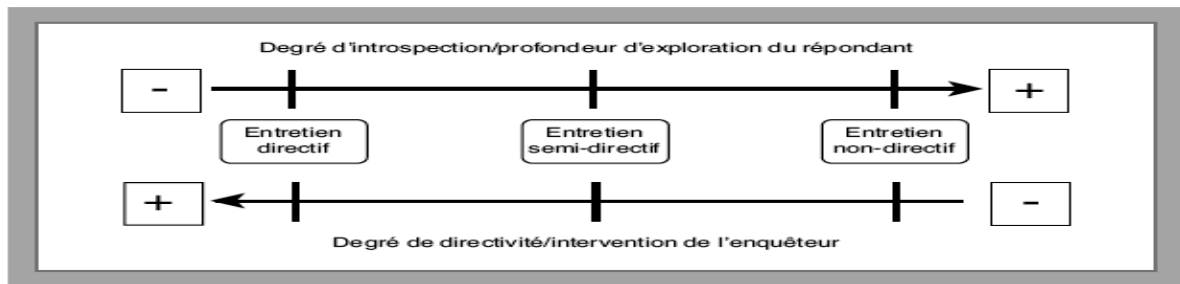 Degré d'introspection/profondeur d'exploration du répondant
-
+
Entretien
directif
Entretien
semi-directif
Entretien
non-directif
+
-
Degré de directivité/intervention de l'enquêteur